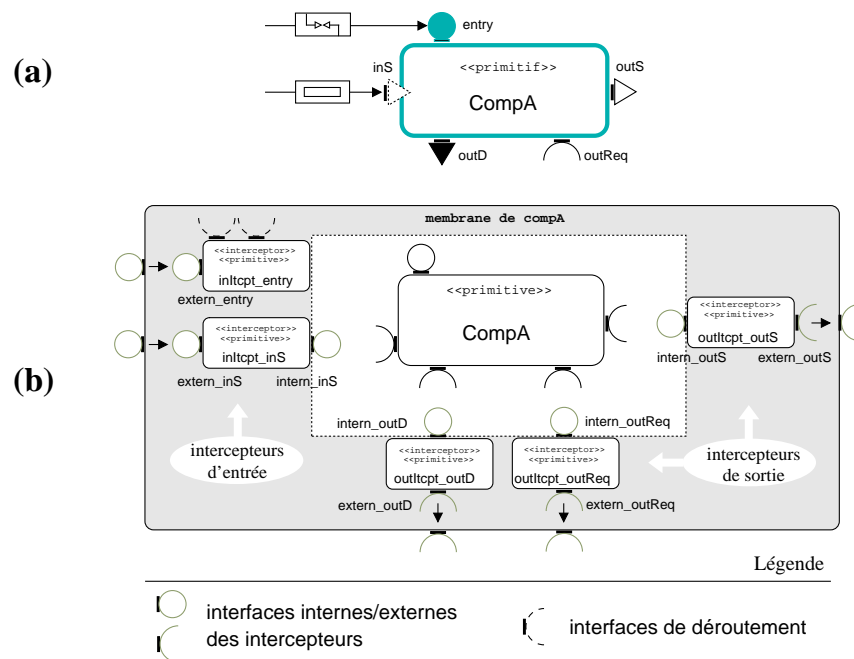 entry
(a)
inS
<<primitif>>
outS
CompA
outD
outReq
membrane de compA
<<interceptor>>
<<primitive>>
inItcpt_entry
extern_entry
<<primitive>>
CompA
<<interceptor>>
<<primitive>>
inItcpt_inS
extern_inS
intern_inS
<<interceptor>>
<<primitive>>
outItcpt_outS
intern_outS
extern_outS
(b)
intern_outD
intern_outReq
intercepteurs
d'entrée
<<interceptor>>
<<primitive>>
outItcpt_outD
<<interceptor>>
<<primitive>>
outItcpt_outReq
intercepteurs
de sortie
extern_outD
extern_outReq
Légende
interfaces internes/externes
des intercepteurs
interfaces de déroutement